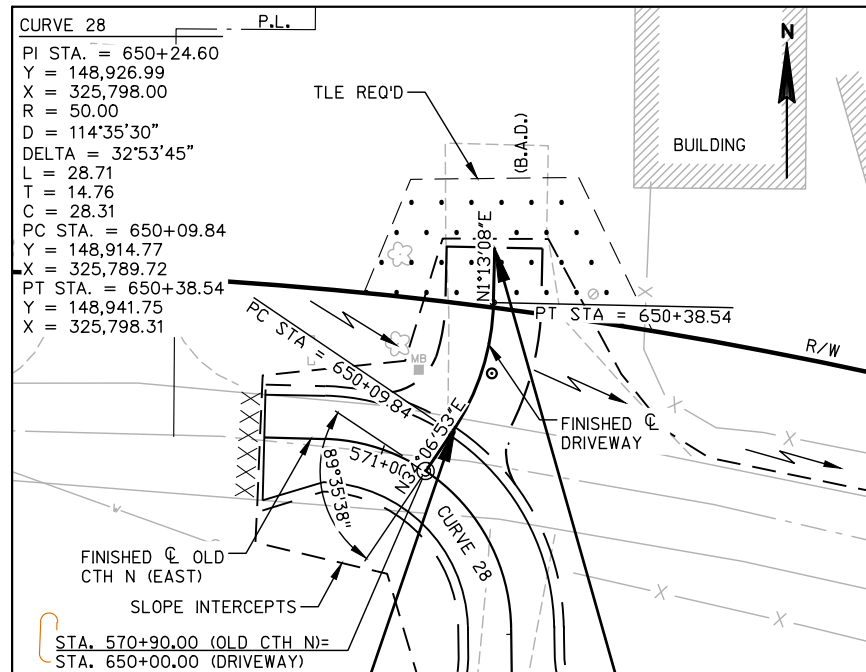 CURVE 28
PI STA. = 650+24.60
Y = 148,926.99
X = 325,798.00
R = 50.00
D = 114°35'30"
DELTA = 32°53'45"
L = 28.71
T = 14.76
C = 28.31
PC STA. = 650+09.84
Y = 148,914.77
X = 325,789.72
PT STA. = 650+38.54
Y = 148,941.75
X = 325,798.31
P.L.
TLE REQ'D
(B.A.D.)
BUILDING
N
N1°13'08"E
PT STA = 650+38.54
R/W
PC STA = 650+09.84
MB
FINISHED ℄
DRIVEWAY
N34°06'53"E
571+00
89°35'38"
CURVE 28
FINISHED ℄ OLD
CTH N (EAST)
SLOPE INTERCEPTS
STA. 570+90.00 (OLD CTH N)=
STA. 650+00.00 (DRIVEWAY)